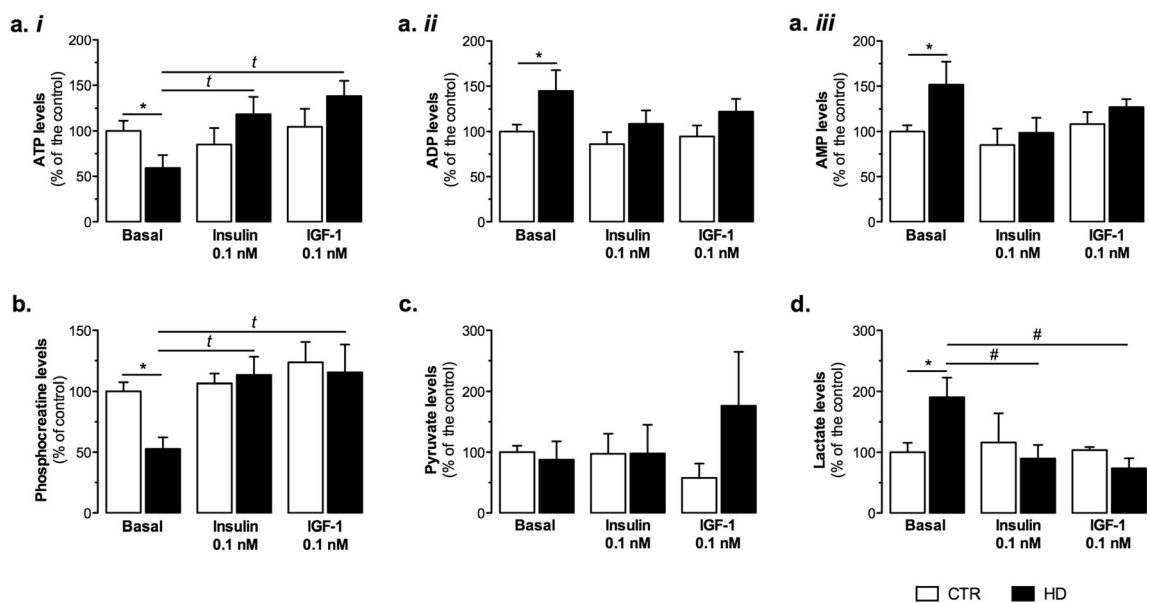 a. i
ATP levels
(% of the control)
200
150
100
50
0
*
t
t
Basal
Insulin
0.1 nM
IGF-1
0.1 nM
a. ii
ADP levels
(% of the control)
200
150
100
50
0
*
Basal
Insulin
0.1 nM
IGF-1
0.1 nM
a. iii
AMP levels
(% of the control)
200
150
100
50
0
*
Basal
Insulin
0.1 nM
IGF-1
0.1 nM
b.
Phosphocreatine levels
(% of control)
150
100
50
0
*
t
t
Basal
Insulin
0.1 nM
IGF-1
0.1 nM
c.
Pyruvate levels
(% of the control)
300
200
100
0
Basal
Insulin
0.1 nM
IGF-1
0.1 nM
d.
Lactate levels
(% of the control)
300
200
100
0
*
#
#
Basal
Insulin
0.1 nM
IGF-1
0.1 nM
CTR
HD